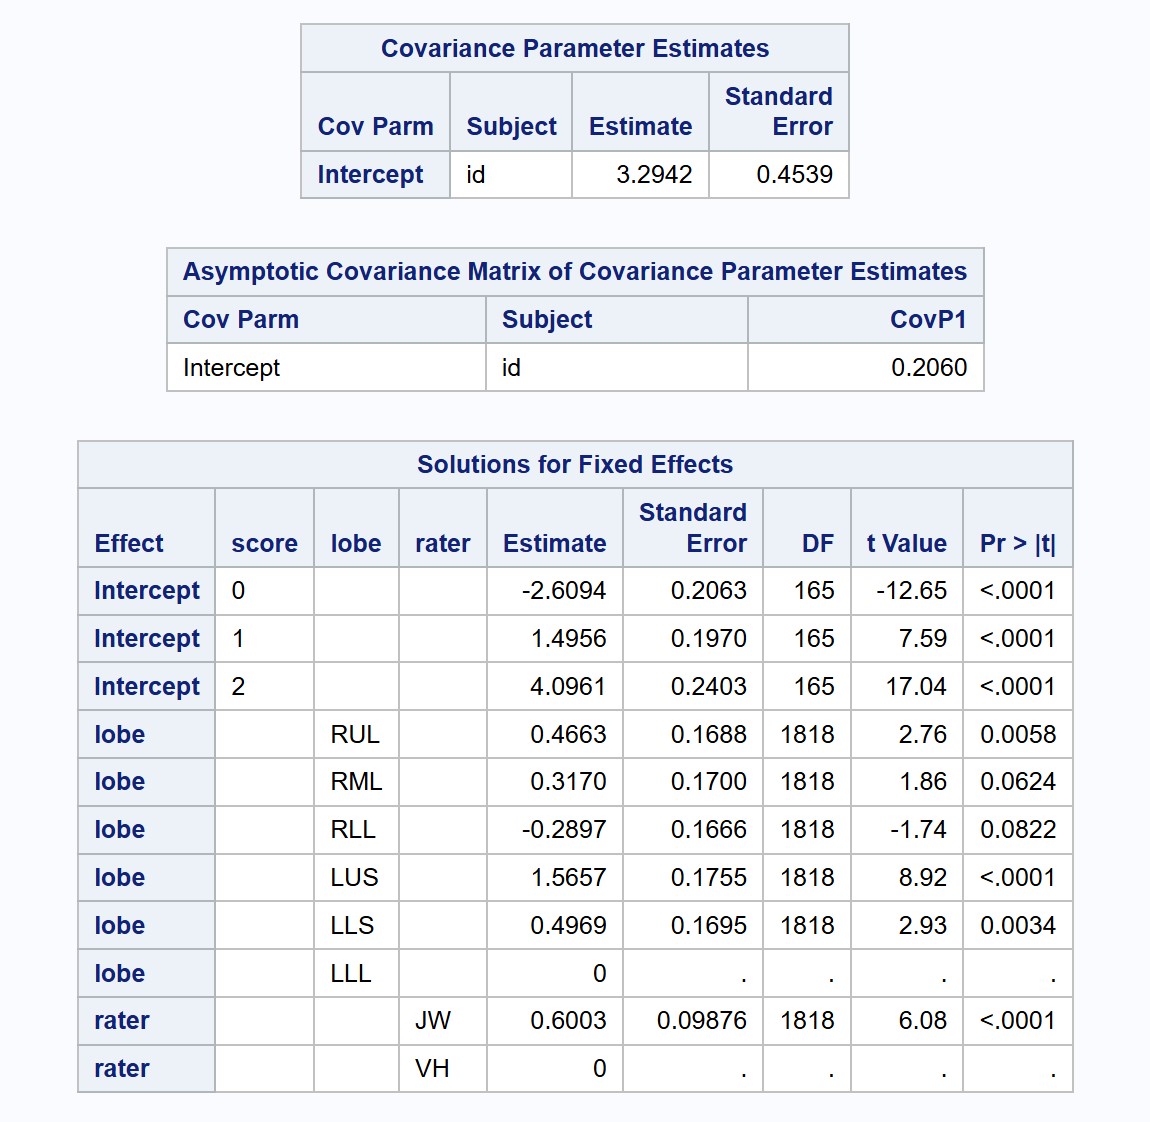 Covariance Parameter Estimates
Cov Parm Subject Estimate Standard Error
Intercept id 3.2942 0.4539
Asymptotic Covariance Matrix of Covariance Parameter Estimates
Cov Parm Subject CovP1
Intercept id 0.2060
Solutions for Fixed Effects
Effect score lobe rater Estimate Standard Error DF t Value Pr > |t|
Intercept 0 -2.6094 0.2063 165 -12.65 <.0001
Intercept 1 1.4956 0.1970 165 7.59 <.0001
Intercept 2 4.0961 0.2403 165 17.04 <.0001
lobe RUL 0.4663 0.1688 1818 2.76 0.0058
lobe RML 0.3170 0.1700 1818 1.86 0.0624
lobe RLL -0.2897 0.1666 1818 -1.74 0.0822
lobe LUS 1.5657 0.1755 1818 8.92 <.0001
lobe LLS 0.4969 0.1695 1818 2.93 0.0034
lobe LLL 0 . . . .
rater JW 0.6003 0.09876 1818 6.08 <.0001
rater VH 0 . . . .